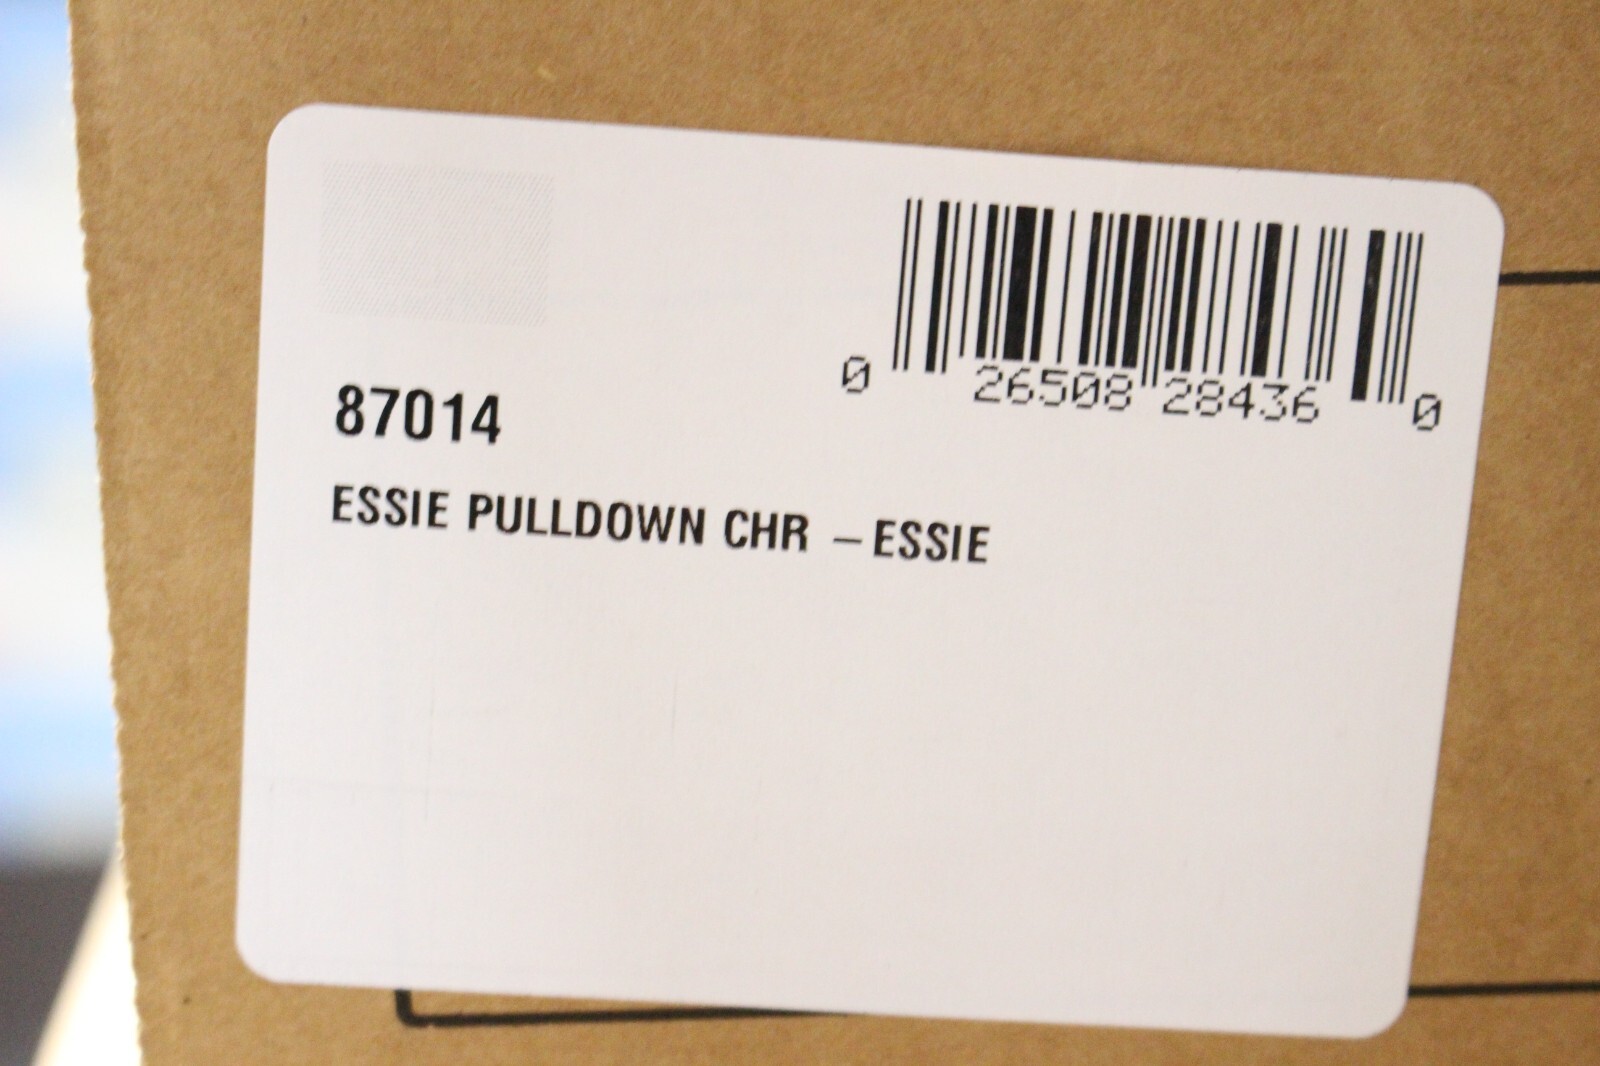 0 26508 28436 0
87014
ESSIE PULLDOWN CHR – ESSIE